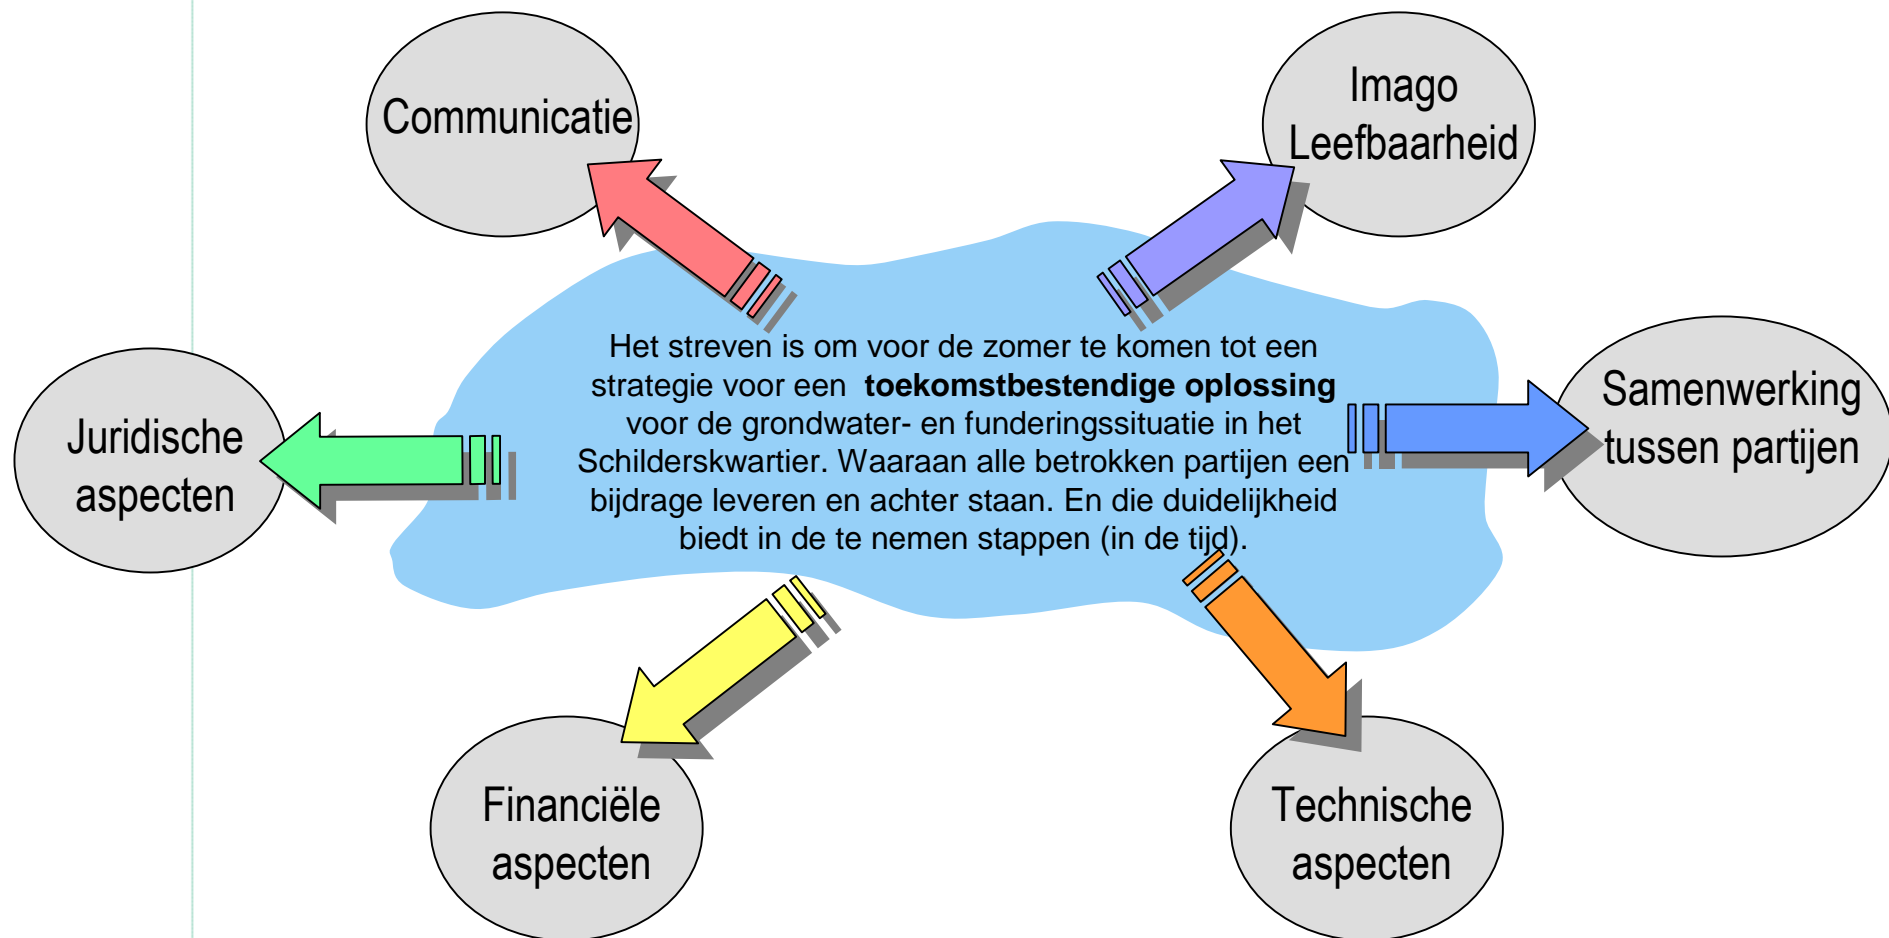 Communicatie
Imago
Leefbaarheid
Het streven is om voor de zomer te komen tot een
strategie voor een toekomstbestendige oplossing
voor de grondwater- en funderingssituatie in het
Schilderskwartier. Waaraan alle betrokken partijen een
bijdrage leveren en achter staan. En die duidelijkheid
biedt in de te nemen stappen (in de tijd).
Juridische
aspecten
Samenwerking
tussen partijen
Financiële
aspecten
Technische
aspecten